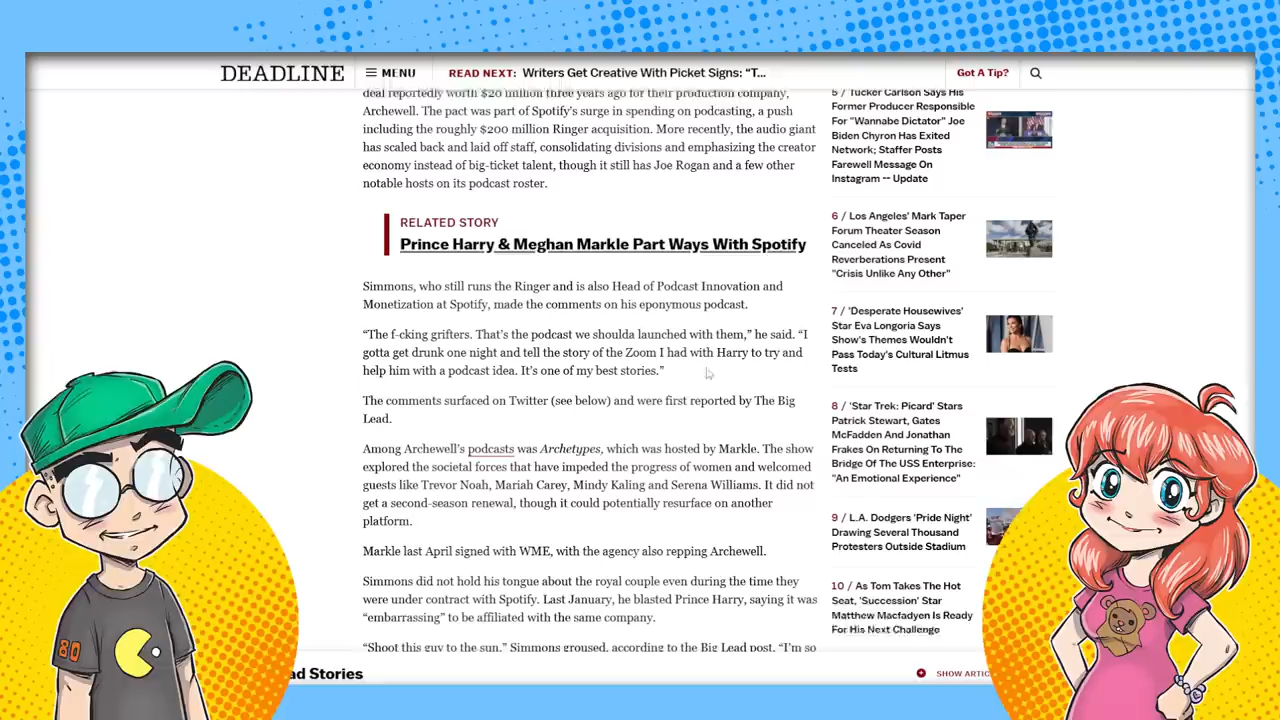 DEADLINE
MENU
READ NEXT: Writers Get Creative With Picket Signs: “T...
Got A Tip?
deal reportedly worth $20 million three years ago for their production company,
Archewell. The pact was part of Spotify’s surge in spending on podcasting, a push
including the roughly $200 million Ringer acquisition. More recently, the audio giant
has scaled back and laid off staff, consolidating divisions and emphasizing the creator
economy instead of big-ticket talent, though it still has Joe Rogan and a few other
notable hosts on its podcast roster.
RELATED STORY
Prince Harry & Meghan Markle Part Ways With Spotify
Simmons, who still runs the Ringer and is also Head of Podcast Innovation and
Monetization at Spotify, made the comments on his eponymous podcast.
“The f-cking grifters. That’s the podcast we shoulda launched with them,” he said. “I
gotta get drunk one night and tell the story of the Zoom I had with Harry to try and
help him with a podcast idea. It’s one of my best stories.”
The comments surfaced on Twitter (see below) and were first reported by The Big
Lead.
Among Archewell’s podcasts was Archetypes, which was hosted by Markle. The show
explored the societal forces that have impeded the progress of women and welcomed
guests like Trevor Noah, Mariah Carey, Mindy Kaling and Serena Williams. It did not
get a second-season renewal, though it could potentially resurface on another
platform.
Markle last April signed with WME, with the agency also repping Archewell.
Simmons did not hold his tongue about the royal couple even during the time they
were under contract with Spotify. Last January, he blasted Prince Harry, saying it was
“embarrassing” to be affiliated with the same company.
“Shoot this guy to the sun,” Simmons groused, according to the Big Lead post. “I’m so
5 / Tucker Carlson Says His
Former Producer Responsible
For "Wannabe Dictator" Joe
Biden Chyron Has Exited
Network; Staffer Posts
Farewell Message On
Instagram -- Update
6 / Los Angeles' Mark Taper
Forum Theater Season
Canceled As Covid
Reverberations Present
"Crisis Unlike Any Other"
7 / 'Desperate Housewives'
Star Eva Longoria Says
Show's Themes Wouldn't
Pass Today's Cultural Litmus
Tests
8 / 'Star Trek: Picard' Stars
Patrick Stewart, Gates
McFadden And Jonathan
Frakes On Returning To The
Bridge Of The USS Enterprise:
"An Emotional Experience"
9 / L.A. Dodgers 'Pride Night'
Drawing Several Thousand
Protesters Outside Stadium
10 / As Tom Takes The Hot
Seat, 'Succession' Star
Matthew Macfadyen Is Ready
For His Next Challenge
ad Stories
SHOW ARTIC
80